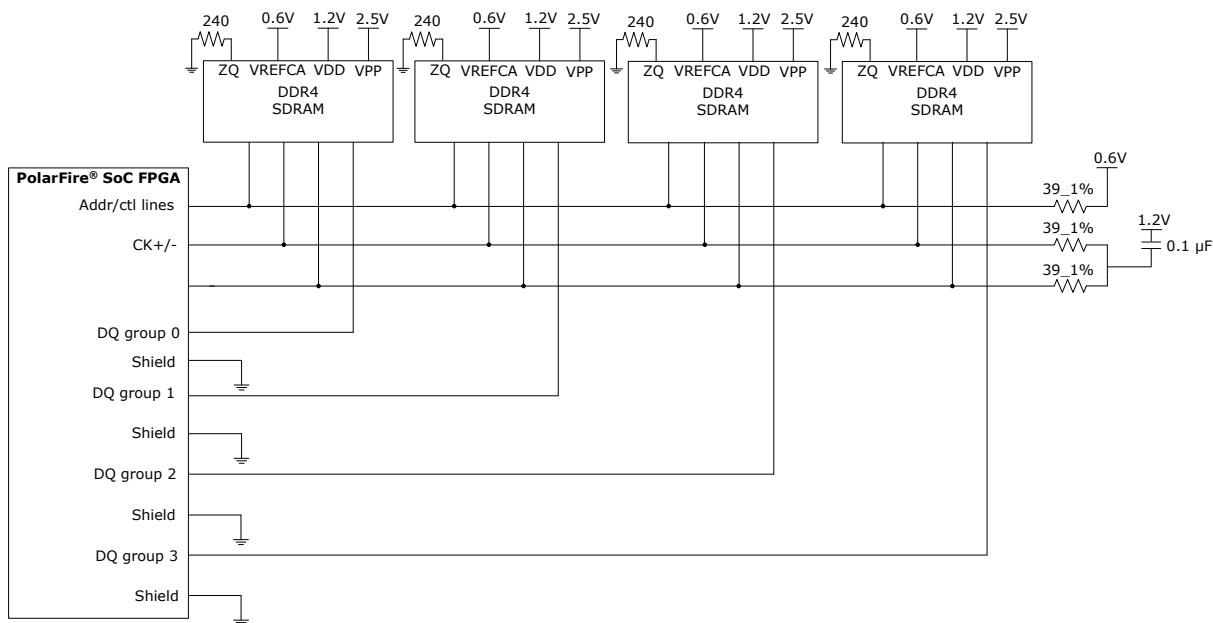 240 0.6V 1.2V 2.5V 240 0.6V 1.2V 2.5V 240 0.6V 1.2V 2.5V 240 0.6V 1.2V 2.5V
ZQ VREFCA VDD VPP ZQ VREFCA VDD VPP ZQ VREFCA VDD VPP ZQ VREFCA VDD VPP
DDR4 DDR4 DDR4 DDR4
SDRAM SDRAM SDRAM SDRAM
0.6V
PolarFire® SoC FPGA
39_1%
Addr/ctl lines
1.2V
39_1%
CK+/-
0.1 µF
39_1%
DQ group 0
Shield
DQ group 1
Shield
DQ group 2
Shield
DQ group 3
Shield